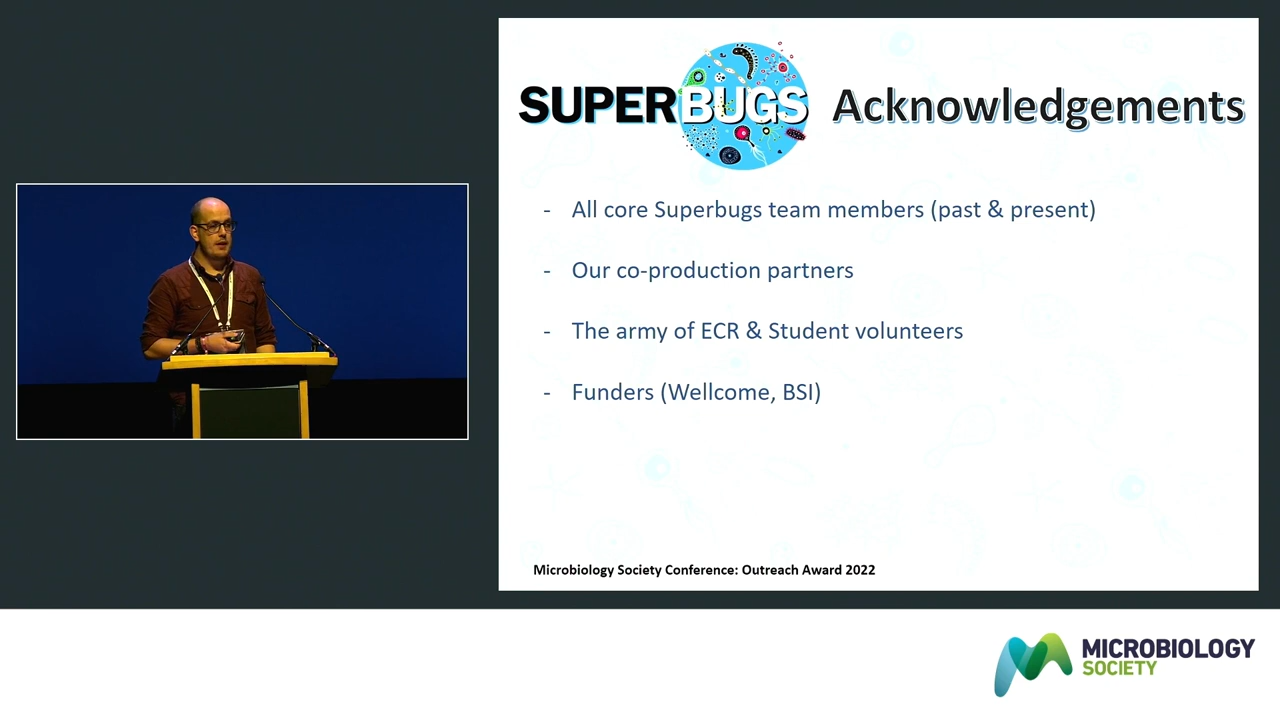 SUPERBUGS Acknowledgements
- All core Superbugs team members (past & present)
- Our co-production partners
- The army of ECR & Student volunteers
- Funders (Wellcome, BSI)
Microbiology Society Conference: Outreach Award 2022
MICROBIOLOGY
SOCIETY